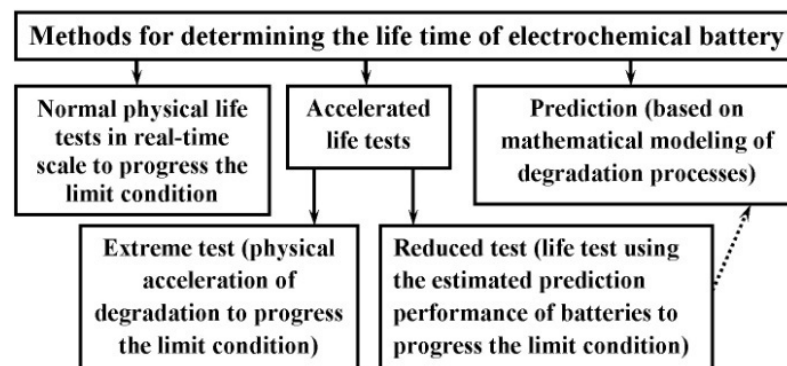 Methods for determining the life time of electrochemical battery
Normal physical life
tests in real-time
scale to progress the
limit condition
Accelerated
life tests
Prediction (based on
mathematical modeling of
degradation processes)
Extreme test (physical
acceleration of
degradation to progress
the limit condition)
Reduced test (life test using
the estimated prediction
performance of batteries to
progress the limit condition)